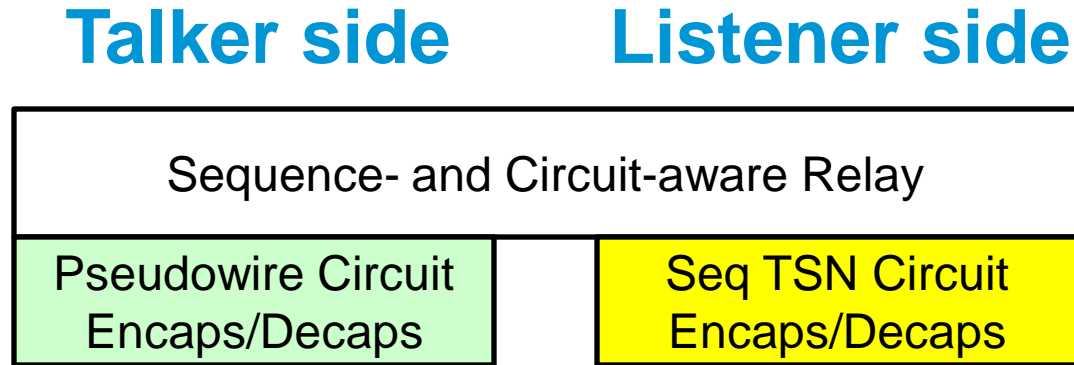 Talker side Listener side
Sequence- and Circuit-aware Relay
Pseudowire Circuit
Encaps/Decaps
Seq TSN Circuit
Encaps/Decaps